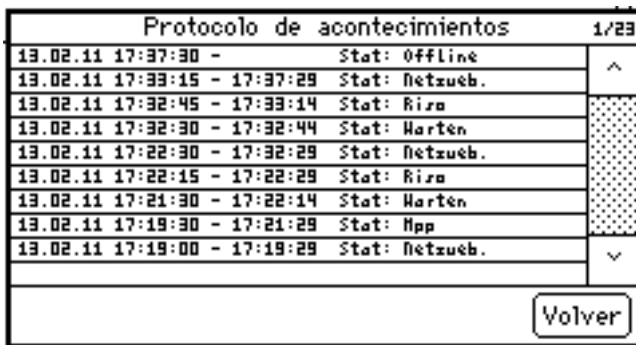 Protocolo de acontecimientos 1/23
13.02.11 17:37:30 - Stat: Offline
13.02.11 17:33:15 - 17:37:29 Stat: Netzueb.
13.02.11 17:32:45 - 17:33:14 Stat: Riso
13.02.11 17:32:30 - 17:32:44 Stat: Warten
13.02.11 17:22:30 - 17:32:29 Stat: Netzueb.
13.02.11 17:22:15 - 17:22:29 Stat: Riso
13.02.11 17:21:30 - 17:22:14 Stat: Warten
13.02.11 17:19:30 - 17:21:29 Stat: Mpp
13.02.11 17:19:00 - 17:19:29 Stat: Netzueb.
Volver